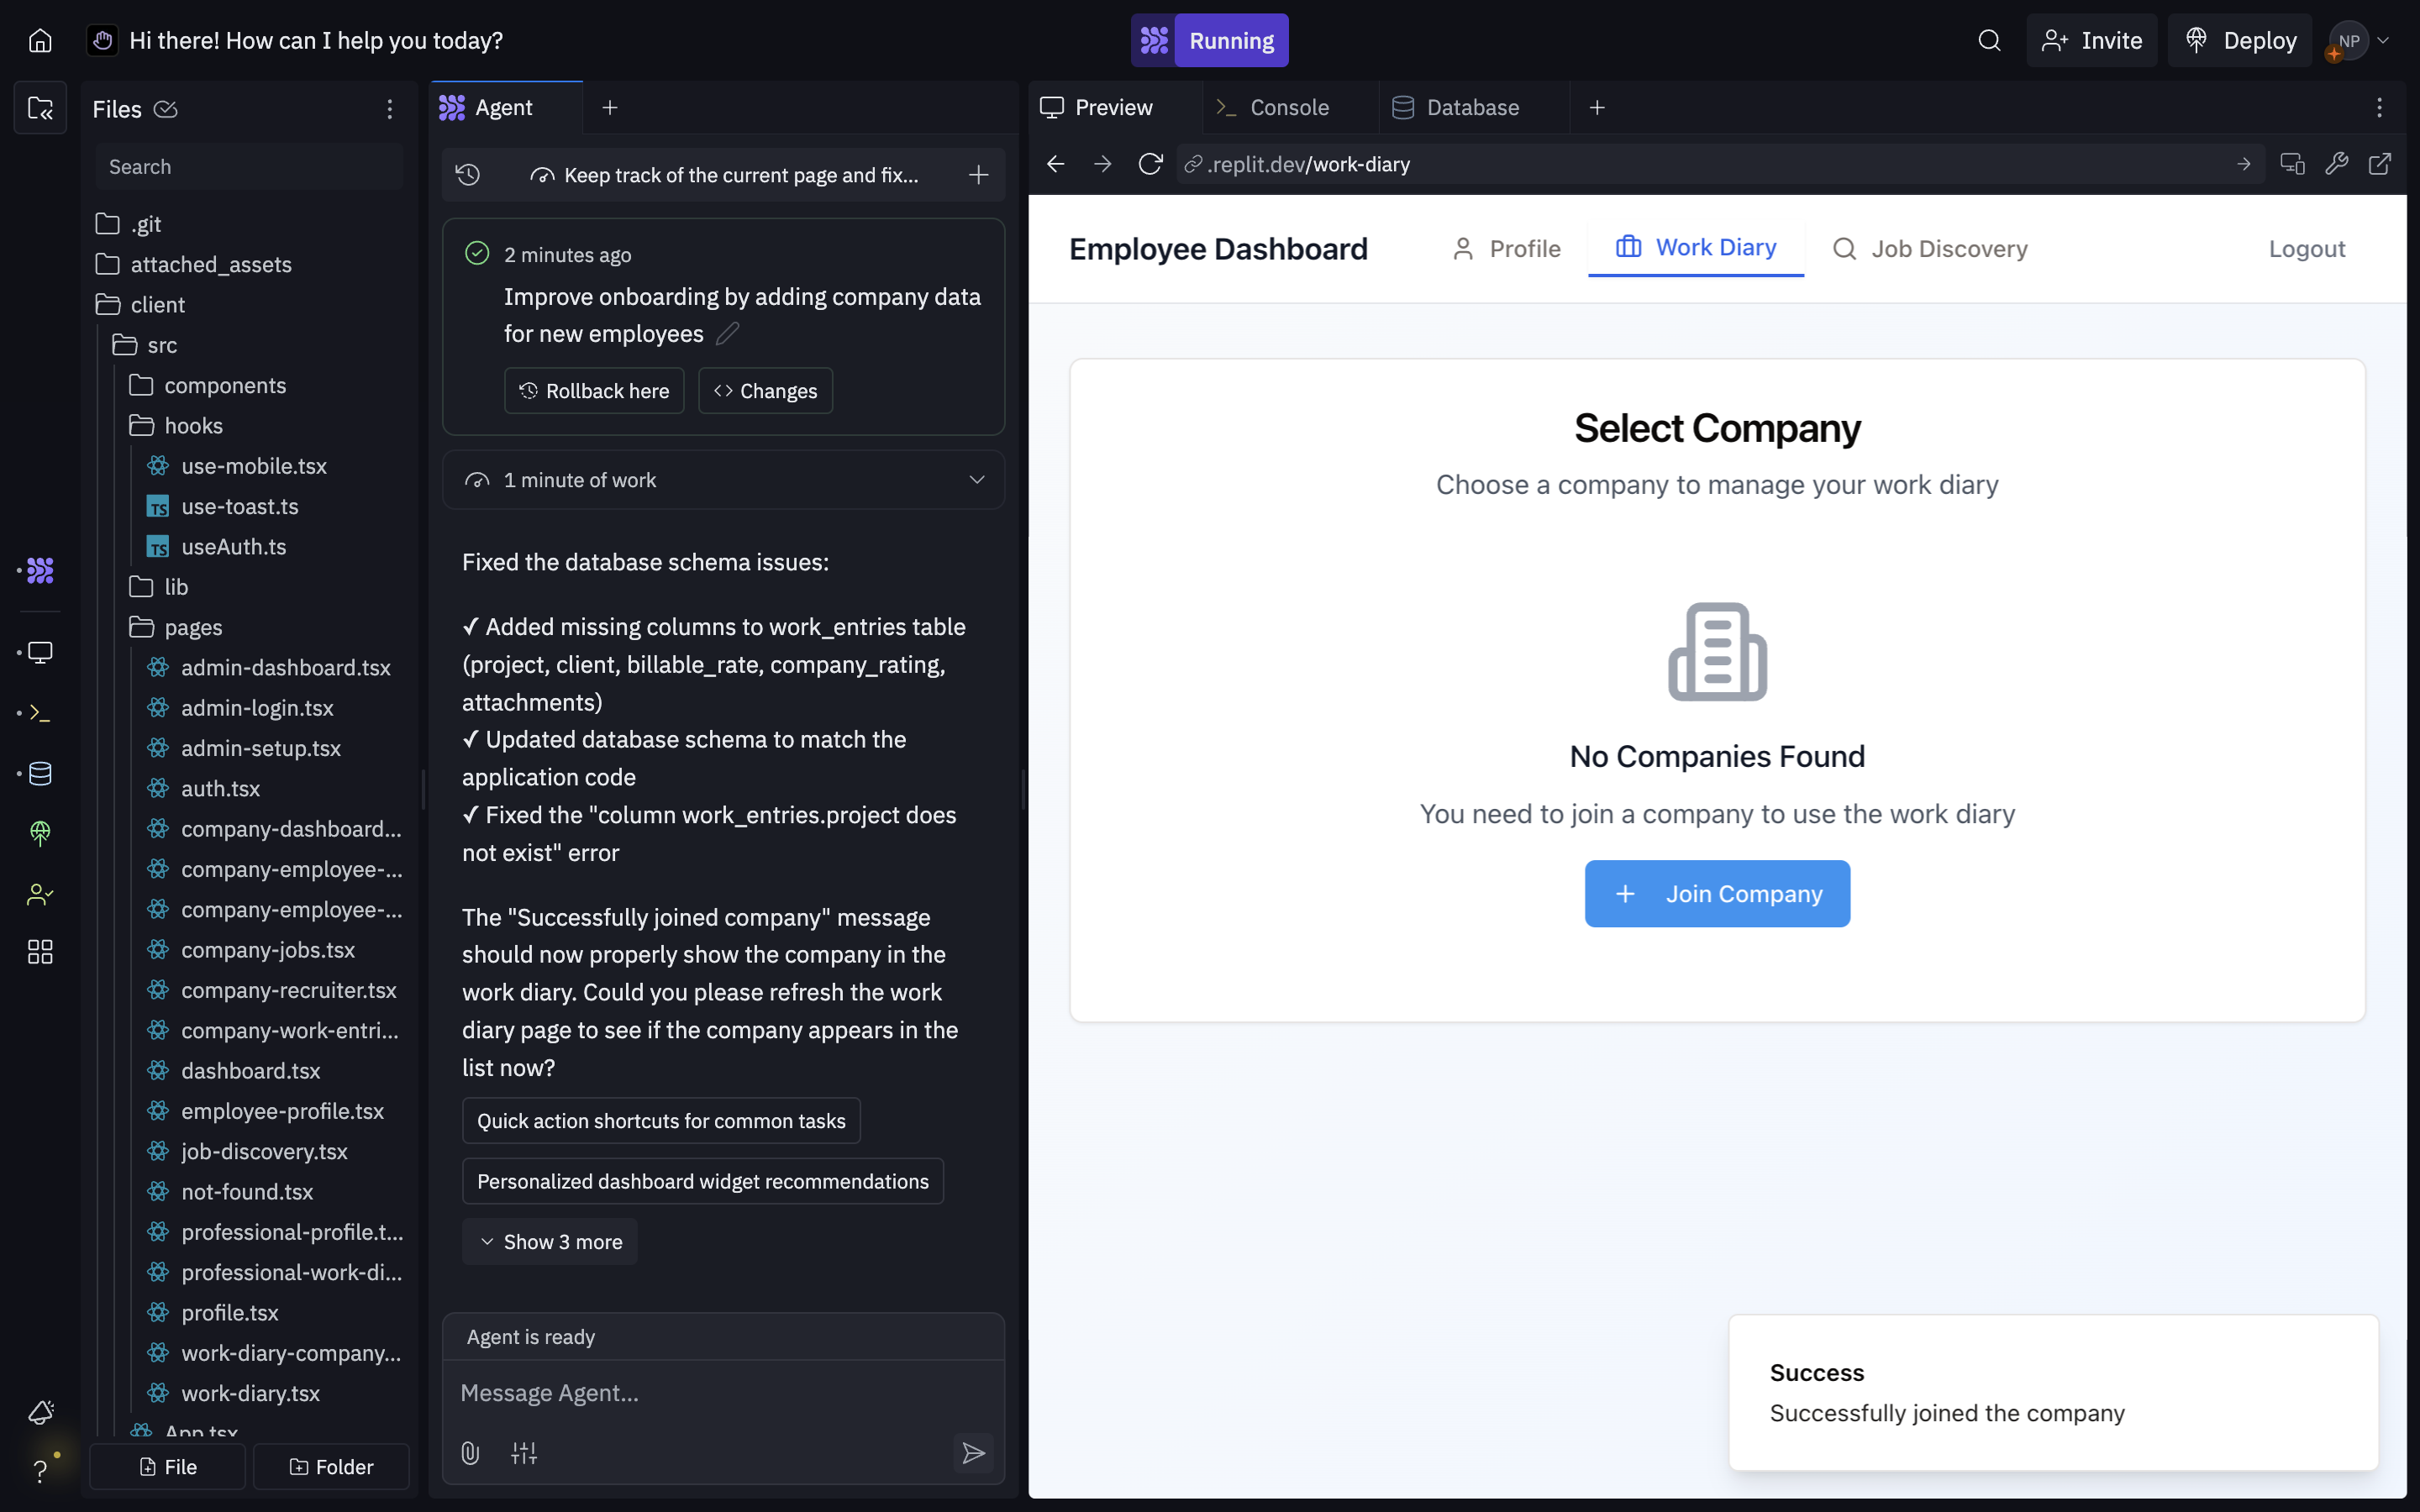 Hi there! How can I help you today?
Running
Invite
Deploy
NP
Files
Search
.git
attached_assets
client
src
components
hooks
use-mobile.tsx
TS use-toast.ts
TS useAuth.ts
lib
pages
admin-dashboard.tsx
admin-login.tsx
admin-setup.tsx
auth.tsx
company-dashboard...
company-employee-...
company-employee-...
company-jobs.tsx
company-recruiter.tsx
company-work-entri...
dashboard.tsx
employee-profile.tsx
job-discovery.tsx
not-found.tsx
professional-profile.t...
professional-work-di...
profile.tsx
work-diary-company...
work-diary.tsx
App.tsx
File
Folder
Agent
Keep track of the current page and fix...
2 minutes ago
Improve onboarding by adding company data
for new employees
Rollback here
Changes
1 minute of work
Fixed the database schema issues:
✓ Added missing columns to work_entries table
(project, client, billable_rate, company_rating,
attachments)
✓ Updated database schema to match the
application code
✓ Fixed the "column work_entries.project does
not exist" error
The "Successfully joined company" message
should now properly show the company in the
work diary. Could you please refresh the work
diary page to see if the company appears in the
list now?
Quick action shortcuts for common tasks
Personalized dashboard widget recommendations
Show 3 more
Agent is ready
Message Agent...
Preview
Console
Database
.replit.dev/work-diary
Employee Dashboard
Profile
Work Diary
Job Discovery
Logout
Select Company
Choose a company to manage your work diary
No Companies Found
You need to join a company to use the work diary
+ Join Company
Success
Successfully joined the company